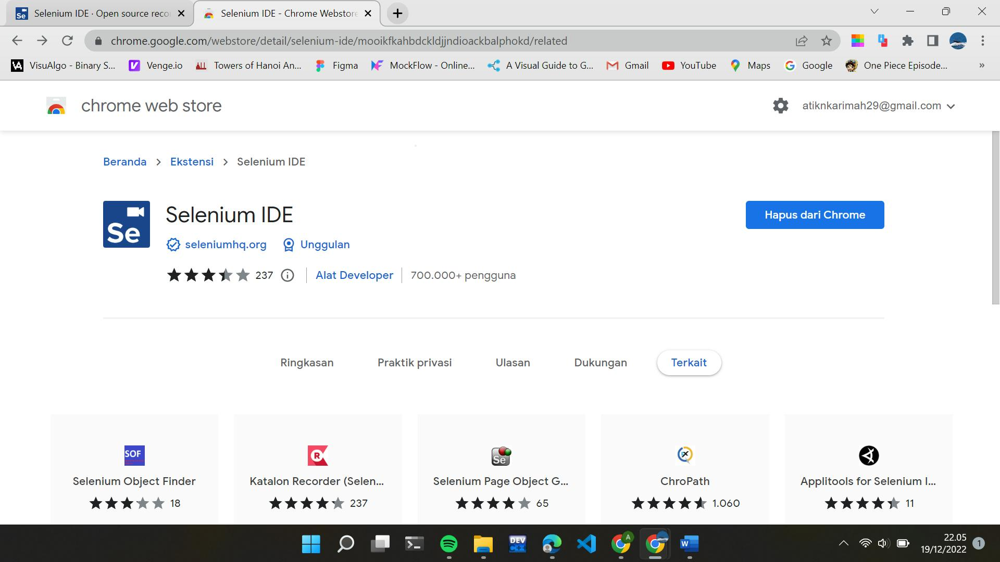 Selenium IDE · Open source reco
Selenium IDE - Chrome Webstore
chrome.google.com/webstore/detail/selenium-ide/mooikfkahbdckldjjndioackbalphokd/related
VisuAlgo - Binary S...
Venge.io
Towers of Hanoi An...
Figma
MockFlow - Online...
A Visual Guide to G...
Gmail
YouTube
Maps
Google
One Piece Episode...
»
chrome web store
atiknkarimah29@gmail.com
Beranda > Ekstensi > Selenium IDE
Se
Selenium IDE
Hapus dari Chrome
seleniumhq.org
Unggulan
237
Alat Developer
700.000+ pengguna
Ringkasan
Praktik privasi
Ulasan
Dukungan
Terkait
SOF
R
Se
Selenium Object Finder
Katalon Recorder (Selen...
Selenium Page Object G...
ChroPath
Applitools for Selenium I...
18
237
65
1.060
11
DEV
C++
A
W
22.05
19/12/2022
1